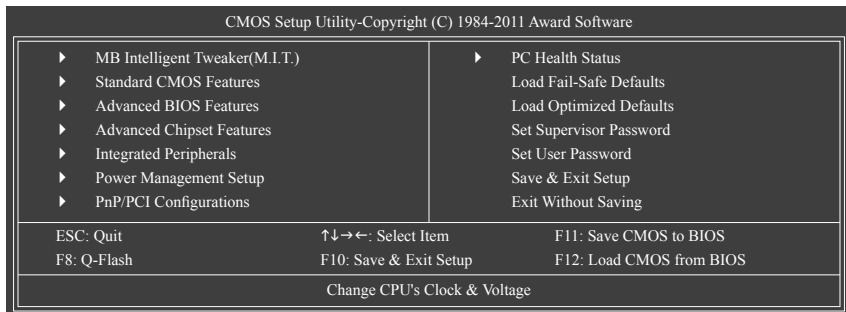 CMOS Setup Utility-Copyright (C) 1984-2011 Award Software
MB Intelligent Tweaker(M.I.T.)
Standard CMOS Features
Advanced BIOS Features
Advanced Chipset Features
Integrated Peripherals
Power Management Setup
PnP/PCI Configurations
PC Health Status
Load Fail-Safe Defaults
Load Optimized Defaults
Set Supervisor Password
Set User Password
Save & Exit Setup
Exit Without Saving
ESC: Quit ↑↓→←: Select Item F11: Save CMOS to BIOS
F8: Q-Flash F10: Save & Exit Setup F12: Load CMOS from BIOS
Change CPU's Clock & Voltage